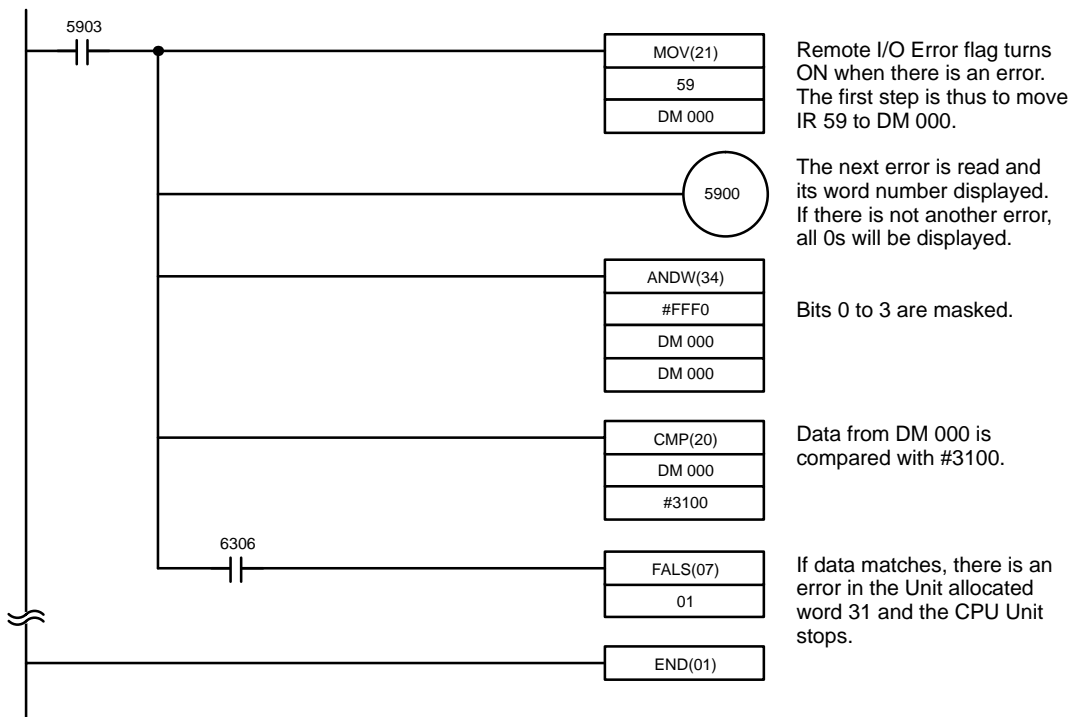 5903
MOV(21)
59
DM 000
Remote I/O Error flag turns
ON when there is an error.
The first step is thus to move
IR 59 to DM 000.
5900
The next error is read and
its word number displayed.
If there is not another error,
all 0s will be displayed.
ANDW(34)
#FFF0
DM 000
DM 000
Bits 0 to 3 are masked.
CMP(20)
DM 000
#3100
Data from DM 000 is
compared with #3100.
6306
FALS(07)
01
If data matches, there is an
error in the Unit allocated
word 31 and the CPU Unit
stops.
END(01)